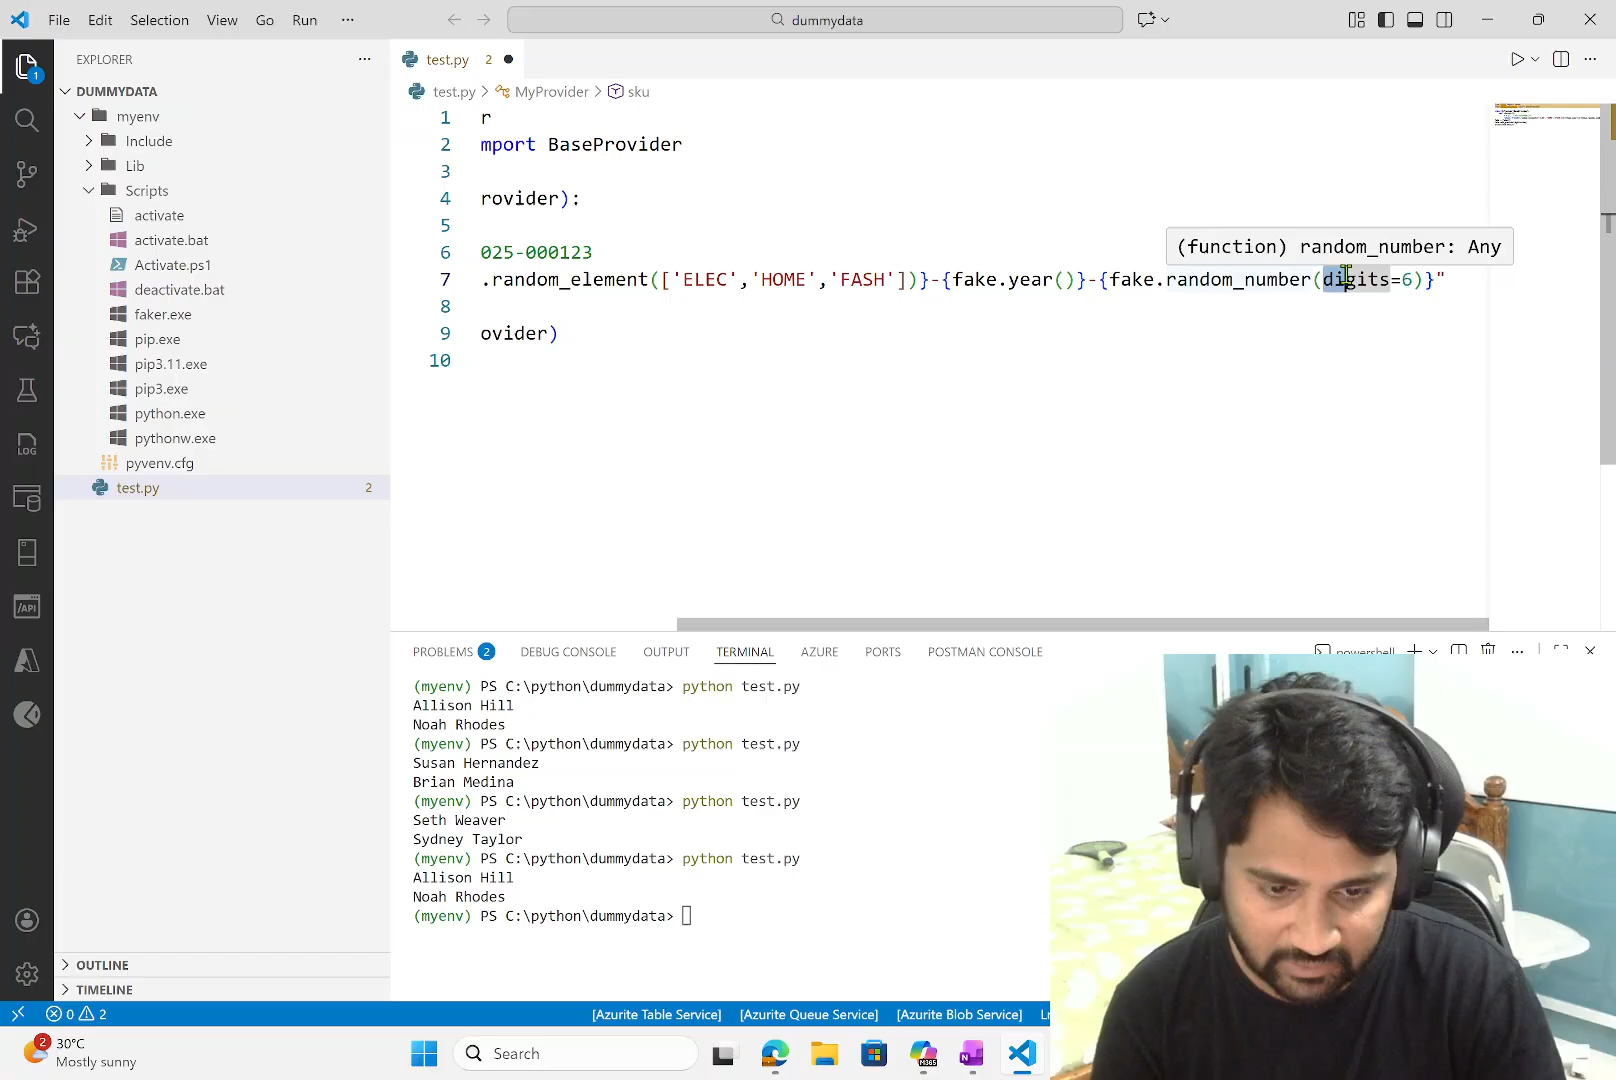 File Edit Selection View Go Run ··· dummydata
EXPLORER ···
DUMMYDATA
myenv
Include
Lib
Scripts
activate
activate.bat
Activate.ps1
deactivate.bat
faker.exe
pip.exe
pip3.11.exe
pip3.exe
python.exe
pythonw.exe
pyvenv.cfg
test.py 2
OUTLINE
TIMELINE
1
LOG
/API
test.py 2
test.py > MyProvider > sku
1 r
2 mport BaseProvider
3
4 rovider):
5
(function) random_number: Any
6 025-000123
7 .random_element(['ELEC','HOME','FASH'])}-{fake.year()}-{fake.random_number(digits=6)}"
8
9 ovider)
10
PROBLEMS 2 DEBUG CONSOLE OUTPUT TERMINAL AZURE PORTS POSTMAN CONSOLE powershell
(myenv) PS C:\python\dummydata> python test.py
Allison Hill
Noah Rhodes
(myenv) PS C:\python\dummydata> python test.py
Susan Hernandez
Brian Medina
(myenv) PS C:\python\dummydata> python test.py
Seth Weaver
Sydney Taylor
(myenv) PS C:\python\dummydata> python test.py
Allison Hill
Noah Rhodes
(myenv) PS C:\python\dummydata>
0 2 [Azurite Table Service] [Azurite Queue Service] [Azurite Blob Service]
2 30°C
Mostly sunny
Search
M365
N